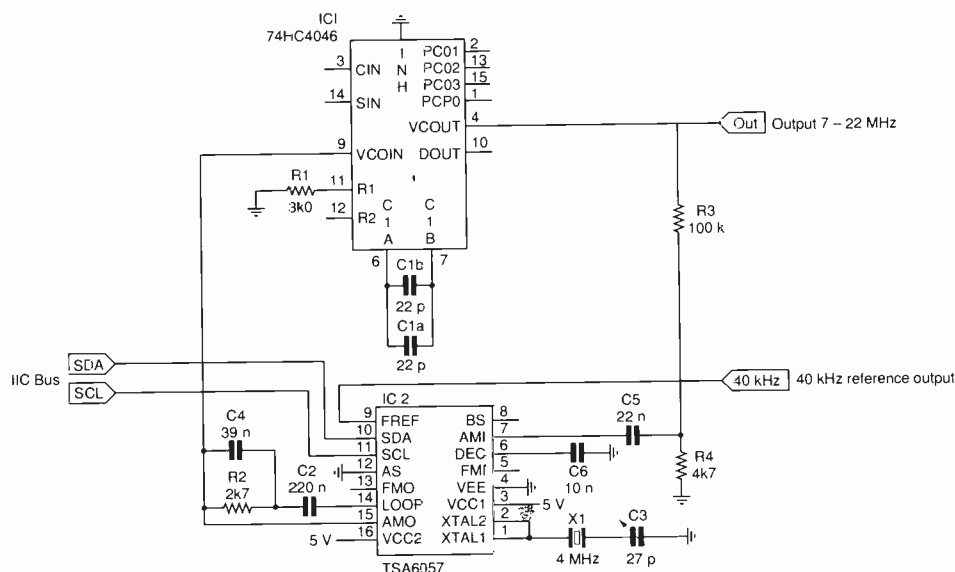 ICI
74HC4046
I
N
H
3
CIN
14
SIN
9
VCOIN
11
R1
12
R2
C
1
A
C
1
B
6
7
PC01
2
PC02
13
PC03
15
PCP0
1
VCOUT
4
DOUT
10
R1
3k0
C1b
22 p
C1a
22 p
Out
Output 7 – 22 MHz
R3
100 k
IIC Bus
SDA
SCL
40 kHz
40 kHz reference output
C4
39 n
R2
2k7
C2
220 n
5 V
IC 2
9
FREF
10
SDA
11
SCL
12
AS
13
FMO
14
LOOP
15
AMO
16
VCC2
BS
8
AMI
7
DEC
6
FMI
5
VEE
4
VCC1
3
XTAL2
2
XTAL1
1
TSA6057
5 V
C5
22 n
C6
10 n
R4
4k7
X1
4 MHz
C3
27 p